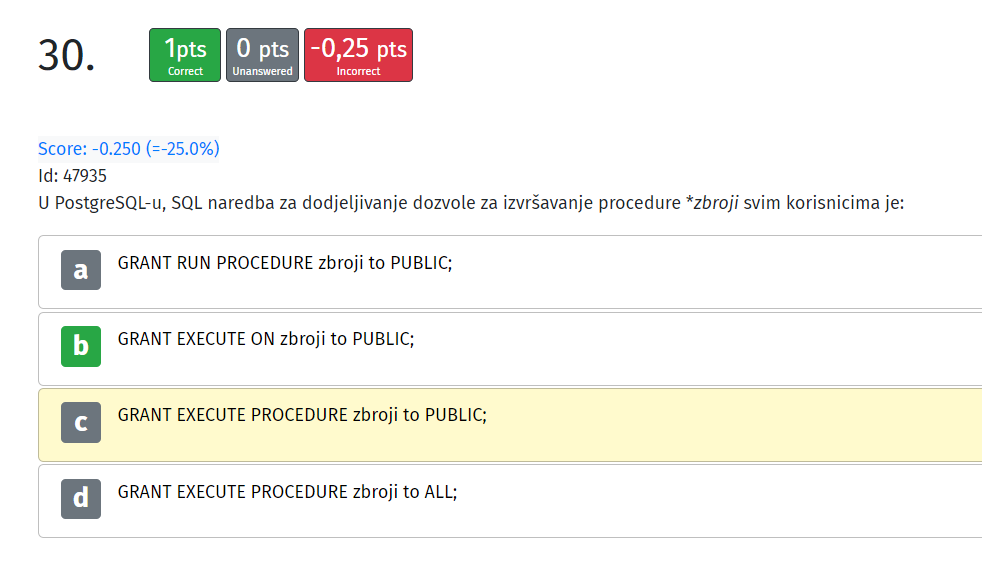 30.
1pts
Correct
0 pts
Unanswered
-0,25 pts
Incorrect
Score: -0.250 (=-25.0%)
Id: 47935
U PostgreSQL-u, SQL naredba za dodjeljivanje dozvole za izvršavanje procedure *zbroji svim korisnicima je:
a GRANT RUN PROCEDURE zbroji to PUBLIC;
b GRANT EXECUTE ON zbroji to PUBLIC;
c GRANT EXECUTE PROCEDURE zbroji to PUBLIC;
d GRANT EXECUTE PROCEDURE zbroji to ALL;